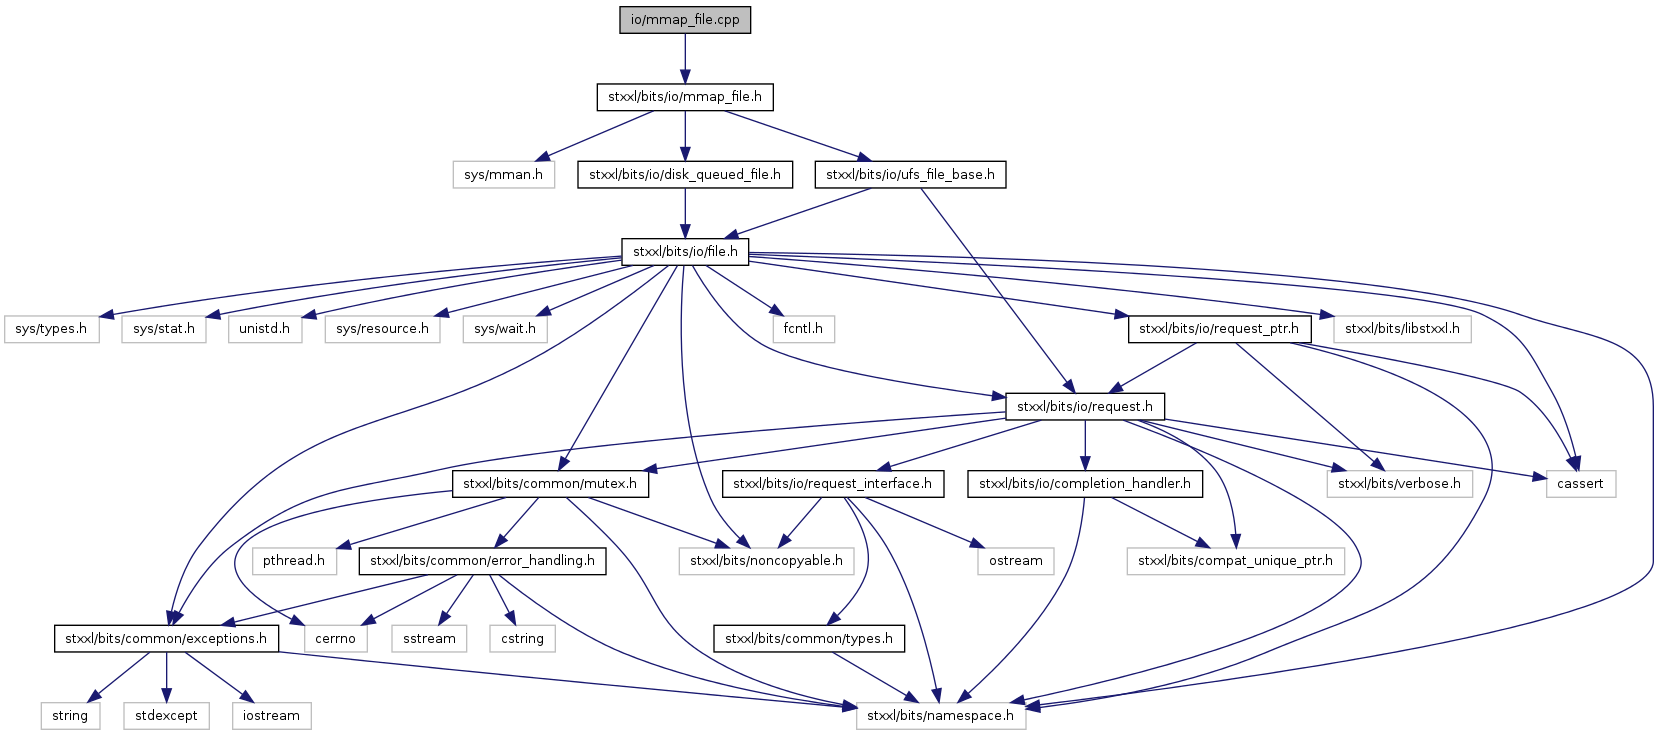 io/mmap_file.cpp
stxxl/bits/io/mmap_file.h
sys/mman.h
stxxl/bits/io/disk_queued_file.h
stxxl/bits/io/ufs_file_base.h
stxxl/bits/io/file.h
sys/types.h
sys/stat.h
unistd.h
sys/resource.h
sys/wait.h
fcntl.h
stxxl/bits/io/request_ptr.h
stxxl/bits/libstxxl.h
stxxl/bits/io/request.h
stxxl/bits/common/mutex.h
stxxl/bits/io/request_interface.h
stxxl/bits/io/completion_handler.h
stxxl/bits/verbose.h
cassert
pthread.h
stxxl/bits/common/error_handling.h
stxxl/bits/noncopyable.h
ostream
stxxl/bits/compat_unique_ptr.h
stxxl/bits/common/exceptions.h
cerrno
sstream
cstring
stxxl/bits/common/types.h
string
stdexcept
iostream
stxxl/bits/namespace.h